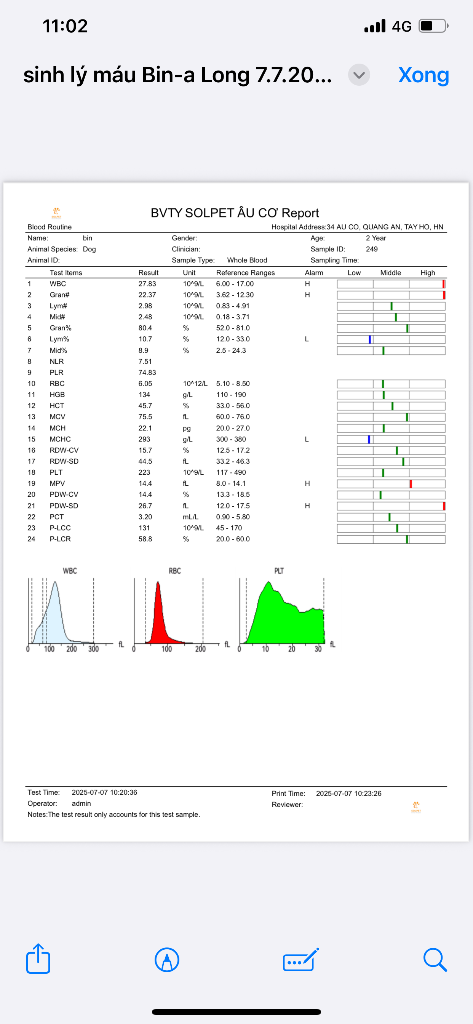 11:02 4G
sinh lý máu Bin-a Long 7.7.20... Xong
BVTY SOLPET ÂU CƠ Report
Blood Routine Hospital Address:34 AU CO, QUANG AN, TAY HO, HN
Name: bin Gender: Age: 2 Year
Animal Species: Dog Clinician: Sample ID: 249
Animal ID: Sample Type: Whole Blood Sampling Time:
Test Items Result Unit Reference Ranges Alarm Low Middle High
1 WBC 27.83 10^9/L 6.00 - 17.00 H
2 Gran# 22.37 10^9/L 3.62 - 12.30 H
3 Lym# 2.98 10^9/L 0.83 - 4.91
4 Mid# 2.48 10^9/L 0.18 - 3.71
5 Gran% 80.4 % 52.0 - 81.0
6 Lym% 10.7 % 12.0 - 33.0 L
7 Mid% 8.9 % 2.5 - 24.3
8 NLR 7.51
9 PLR 74.83
10 RBC 6.05 10^12/L 5.10 - 8.50
11 HGB 134 g/L 110 - 190
12 HCT 45.7 % 33.0 - 56.0
13 MCV 75.5 fL 60.0 - 76.0
14 MCH 22.1 pg 20.0 - 27.0
15 MCHC 293 g/L 300 - 380 L
16 RDW-CV 15.7 % 12.5 - 17.2
17 RDW-SD 44.5 fL 33.2 - 46.3
18 PLT 223 10^9/L 117 - 490
19 MPV 14.4 fL 8.0 - 14.1 H
20 PDW-CV 14.4 % 13.3 - 18.5
21 PDW-SD 26.7 fL 12.0 - 17.5 H
22 PCT 3.20 mL/L 0.90 - 5.80
23 P-LCC 131 10^9/L 45 - 170
24 P-LCR 58.8 % 20.0 - 60.0
WBC RBC PLT
0 100 200 300 fL 0 100 200 fL 0 10 20 30 fL
Test Time: 2025-07-07 10:20:36 Print Time: 2025-07-07 10:23:26
Operator: admin Reviewer:
Notes:The test result only accounts for this test sample.